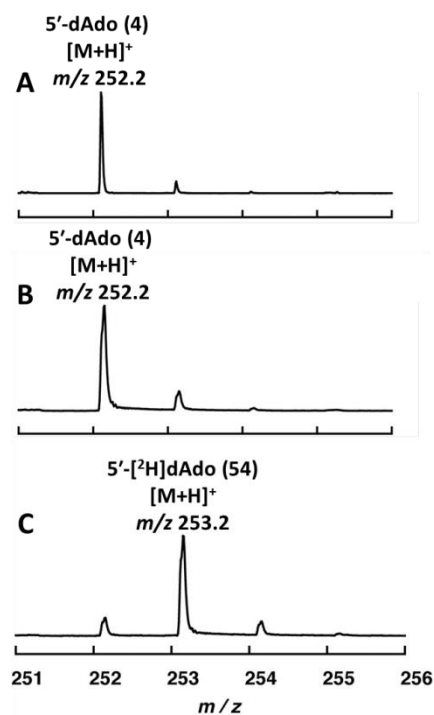 5′-dAdo (4)
[M+H]⁺
A m/z 252.2
5′-dAdo (4)
[M+H]⁺
B m/z 252.2
5′-[²H]dAdo (54)
[M+H]⁺
C m/z 253.2
251 252 253 254 255 256
m/z